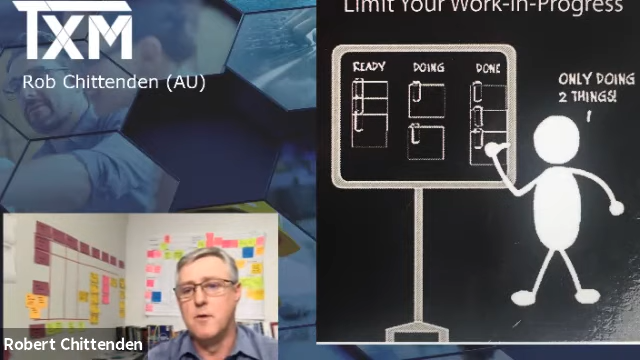 TXM
Rob Chittenden (AU)
Limit Your Work-in-Progress
READY
DOING
DONE
ONLY DOING
2 THINGS!
Robert Chittenden